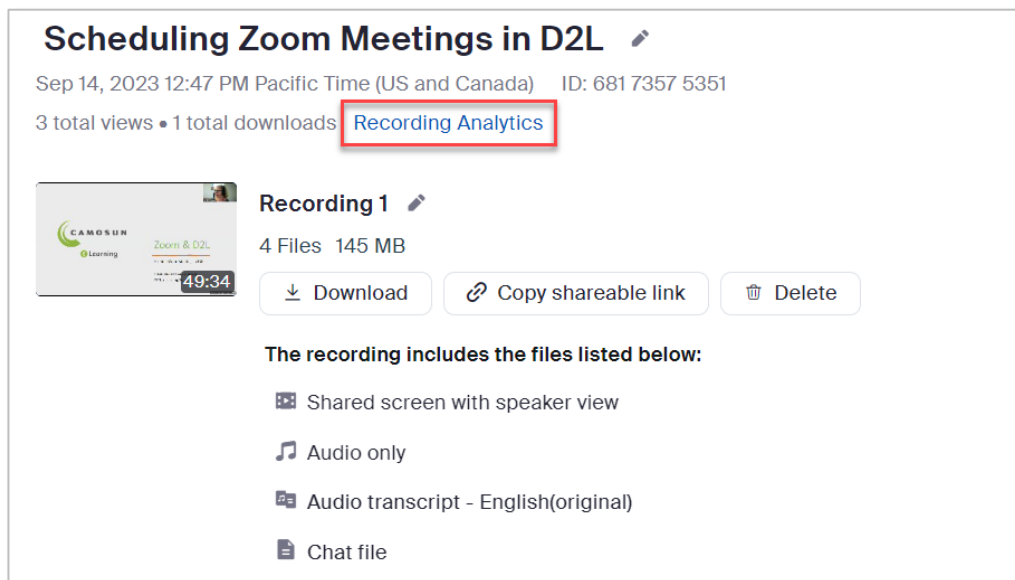 Scheduling Zoom Meetings in D2L
Sep 14, 2023 12:47 PM Pacific Time (US and Canada) ID: 681 7357 5351
3 total views • 1 total downloads Recording Analytics
CAMOSUN
eLearning
Zoom & D2L
49:34
Recording 1
4 Files 145 MB
Download Copy shareable link Delete
The recording includes the files listed below:
Shared screen with speaker view
Audio only
Audio transcript - English(original)
Chat file